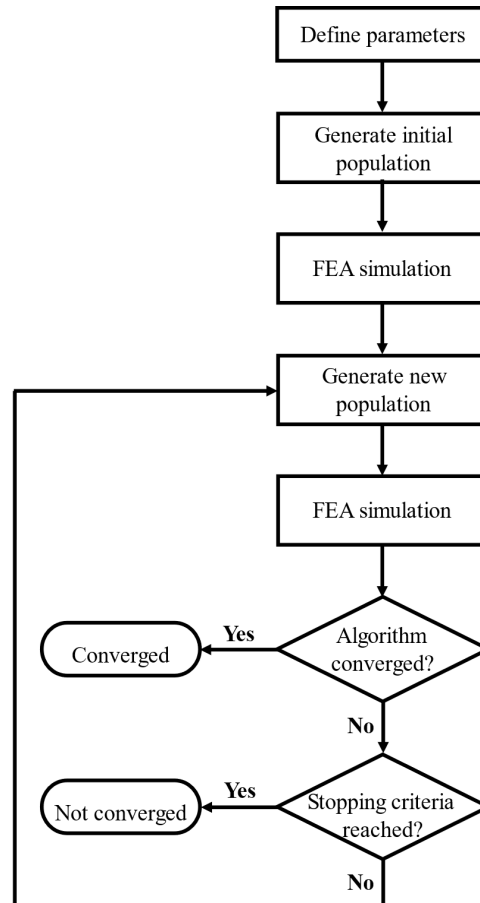 Define parameters
Generate initial
population
FEA simulation
Generate new
population
FEA simulation
Algorithm
converged?
Yes
Converged
No
Stopping criteria
reached?
Yes
Not converged
No